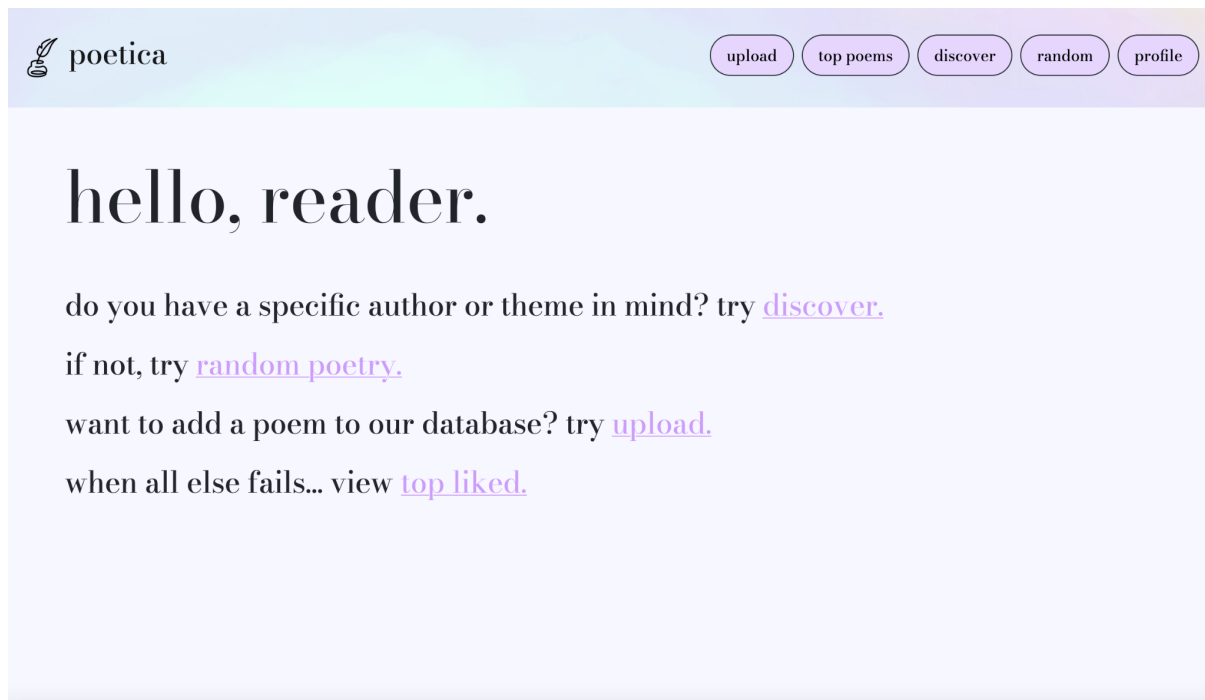 poetica
upload
top poems
discover
random
profile
hello, reader.
do you have a specific author or theme in mind? try discover.
if not, try random poetry.
want to add a poem to our database? try upload.
when all else fails... view top liked.